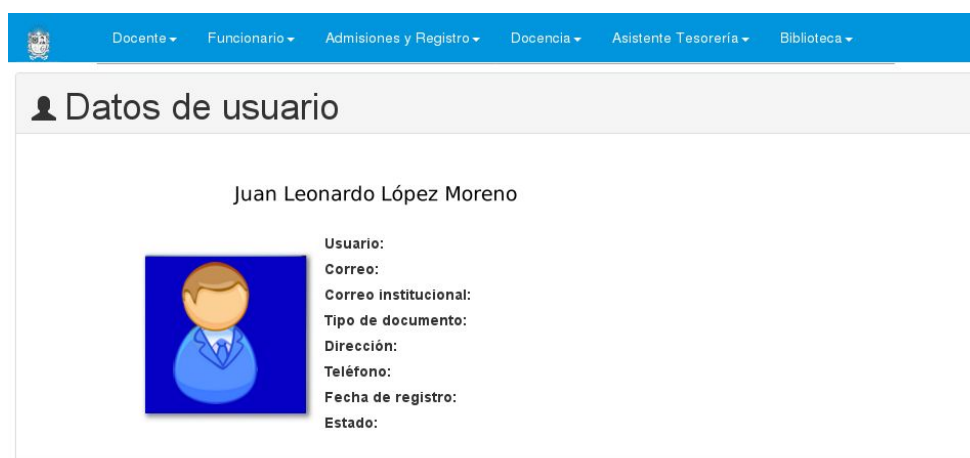 Docente Funcionario Admisiones y Registro Docencia Asistente Tesorería Biblioteca
Datos de usuario
Juan Leonardo López Moreno
Usuario:
Correo:
Correo institucional:
Tipo de documento:
Dirección:
Teléfono:
Fecha de registro:
Estado: